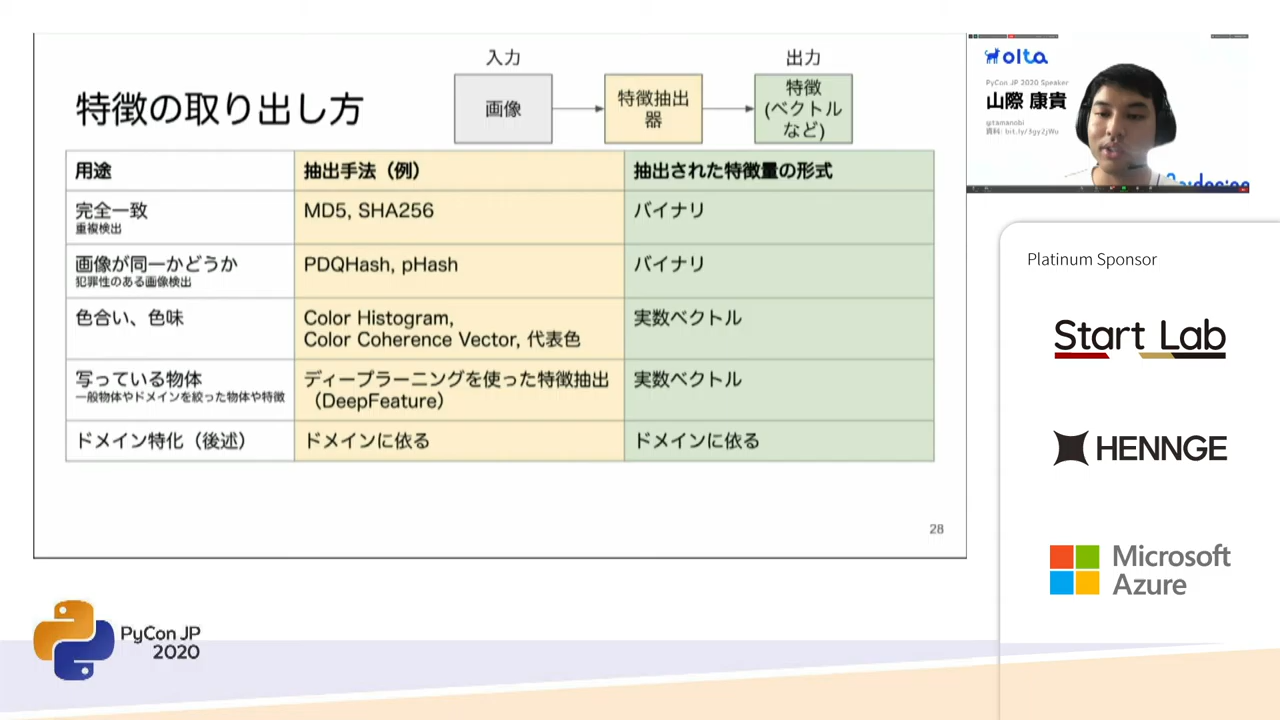 特徴の取り出し方
入力
画像
特徴抽出
器
出力
特徴
(ベクトル
など)
用途
抽出手法（例）
抽出された特徴量の形式
完全一致
重複検出
MD5, SHA256
バイナリ
画像が同一かどうか
犯罪性のある画像検出
PDQHash, pHash
バイナリ
色合い、色味
Color Histogram,
Color Coherence Vector, 代表色
実数ベクトル
写っている物体
一般物体やドメインを絞った物体や特徴
ディープラーニングを使った特徴抽出
（DeepFeature）
実数ベクトル
ドメイン特化（後述）
ドメインに依る
ドメインに依る
28
olta
PyCon JP 2020 Speaker
山際 康貴
@tamanobi
資料: bit.ly/3gy2jWu
Platinum Sponsor
Start Lab
HENNGE
Microsoft
Azure
PyCon JP
2020